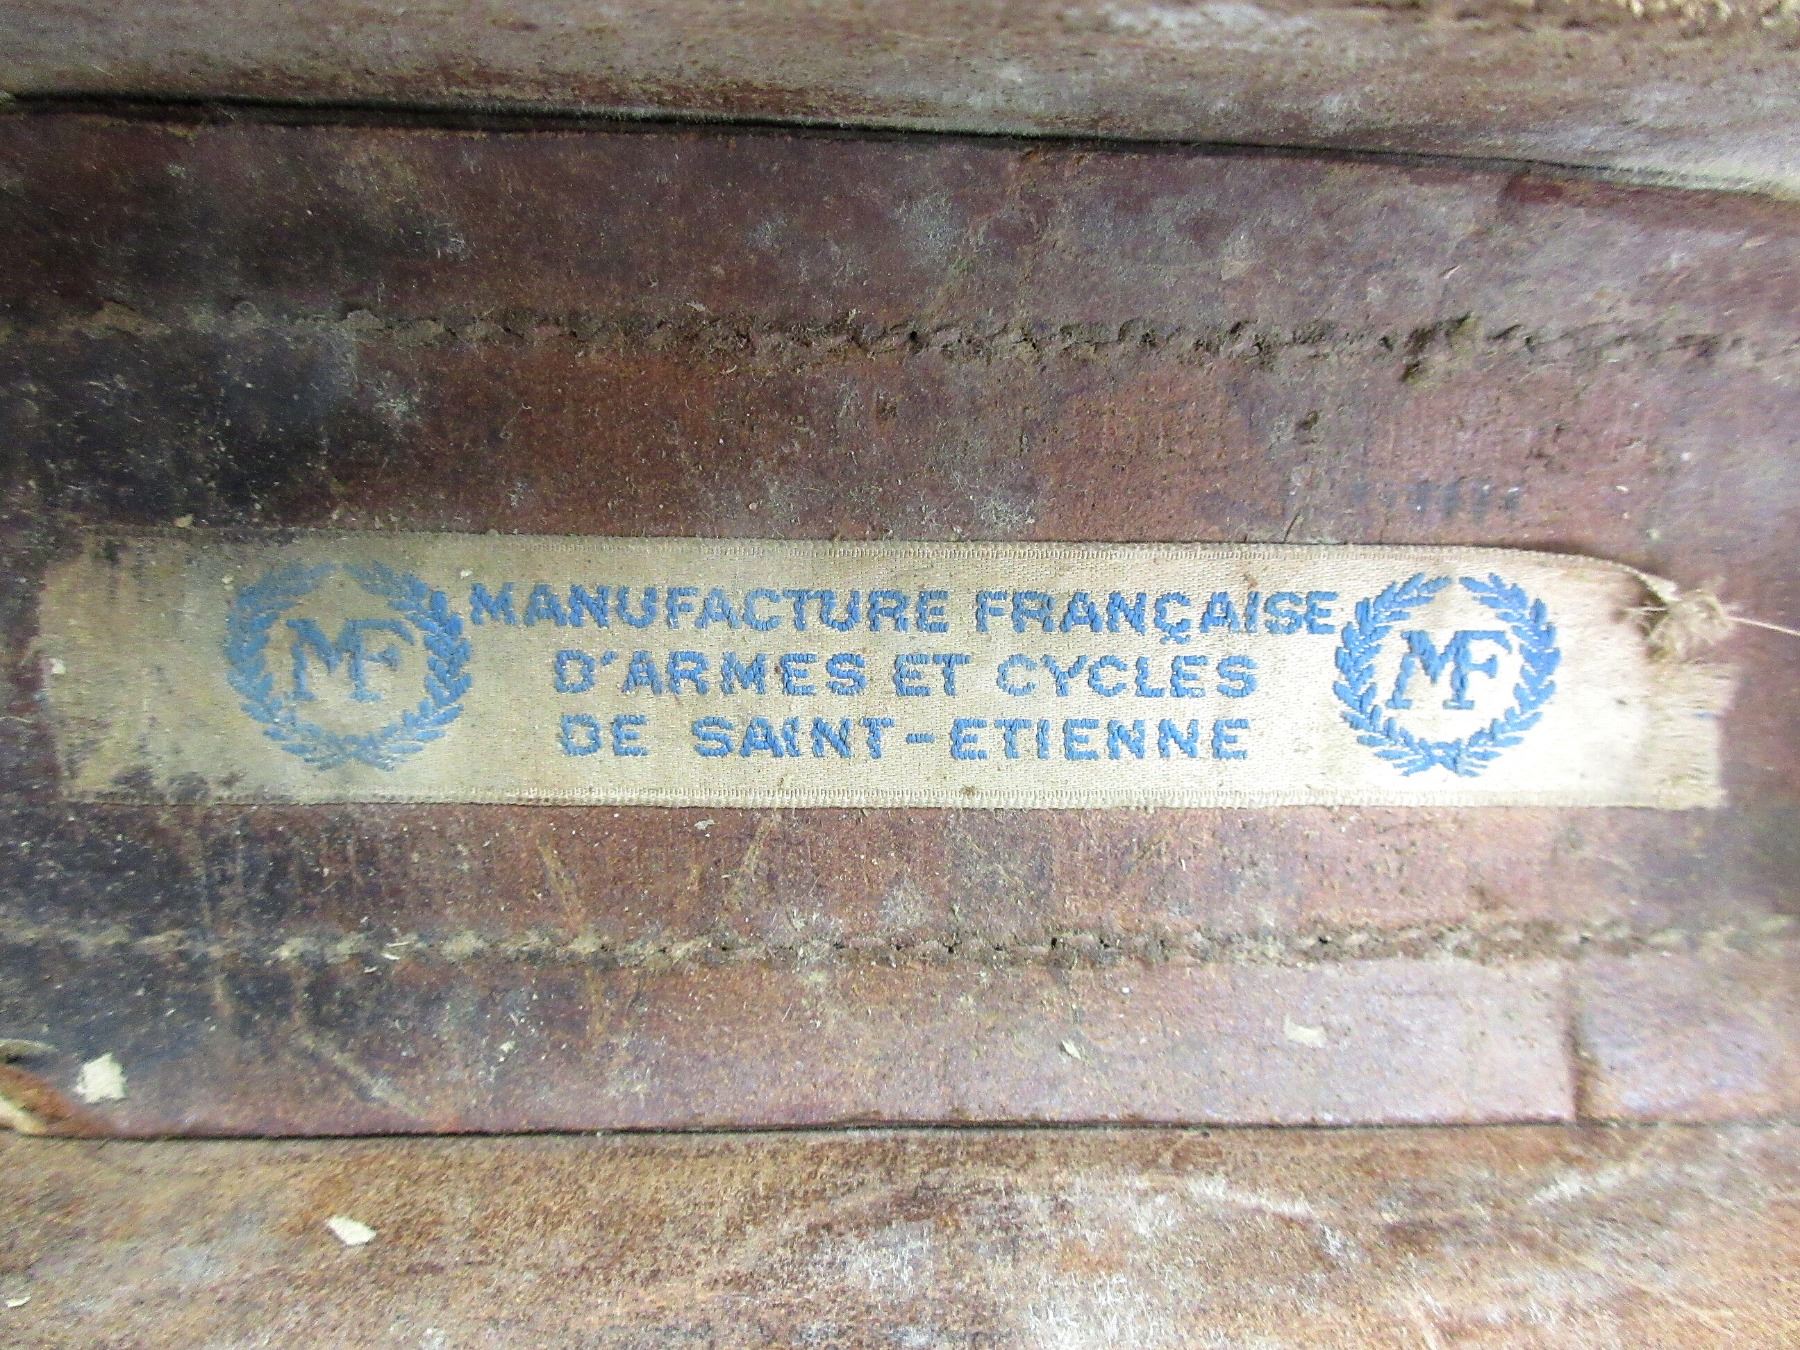 MF
MANUFACTURE FRANÇAISE
D'ARMES ET CYCLES
DE SAINT-ETIENNE
MF